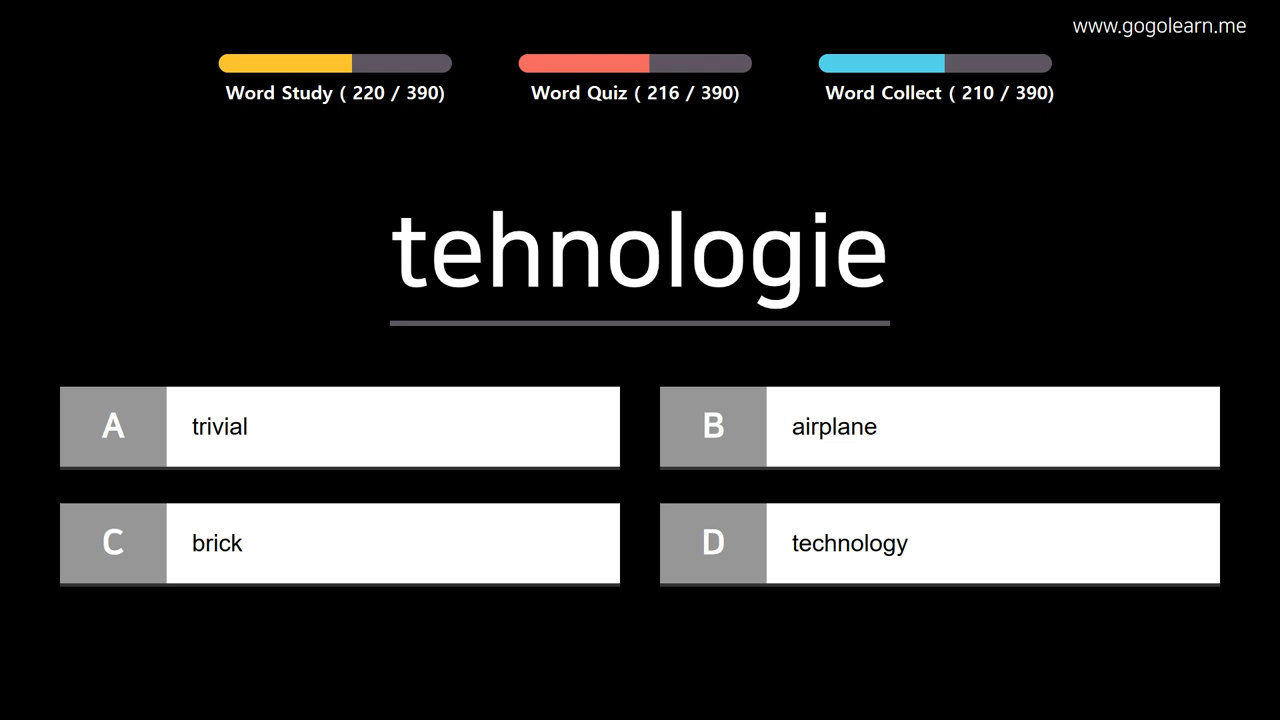 www.gogolearn.me
Word Study ( 220 / 390)
Word Quiz ( 216 / 390)
Word Collect ( 210 / 390)
tehnologie
A trivial
B airplane
C brick
D technology